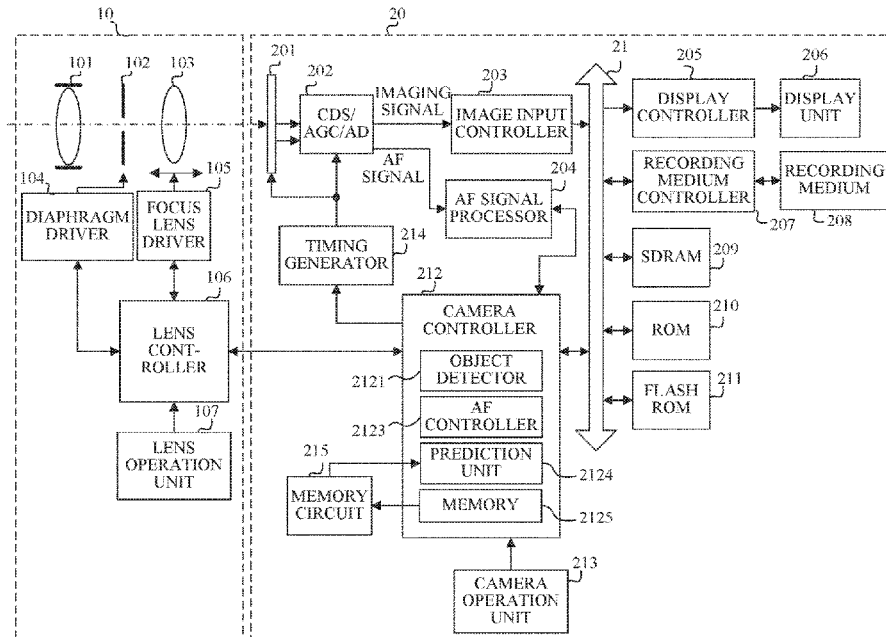 10
20
101
102
103
201
202
203
21
205
206
CDS/
AGC/AD
IMAGING
SIGNAL
IMAGE INPUT
CONTROLLER
DISPLAY
CONTROLLER
DISPLAY
UNIT
AF
SIGNAL
204
104
105
DIAPHRAGM
DRIVER
FOCUS
LENS
DRIVER
AF SIGNAL
PROCESSOR
RECORDING
MEDIUM
CONTROLLER
RECORDING
MEDIUM
207
208
TIMING
GENERATOR
214
SDRAM
209
106
212
LENS
CONT-
ROLLER
CAMERA
CONTROLLER
ROM
210
OBJECT
DETECTOR
2121
AF
CONTROLLER
2123
FLASH
ROM
211
107
LENS
OPERATION
UNIT
215
PREDICTION
UNIT
2124
MEMORY
CIRCUIT
MEMORY
2125
213
CAMERA
OPERATION
UNIT